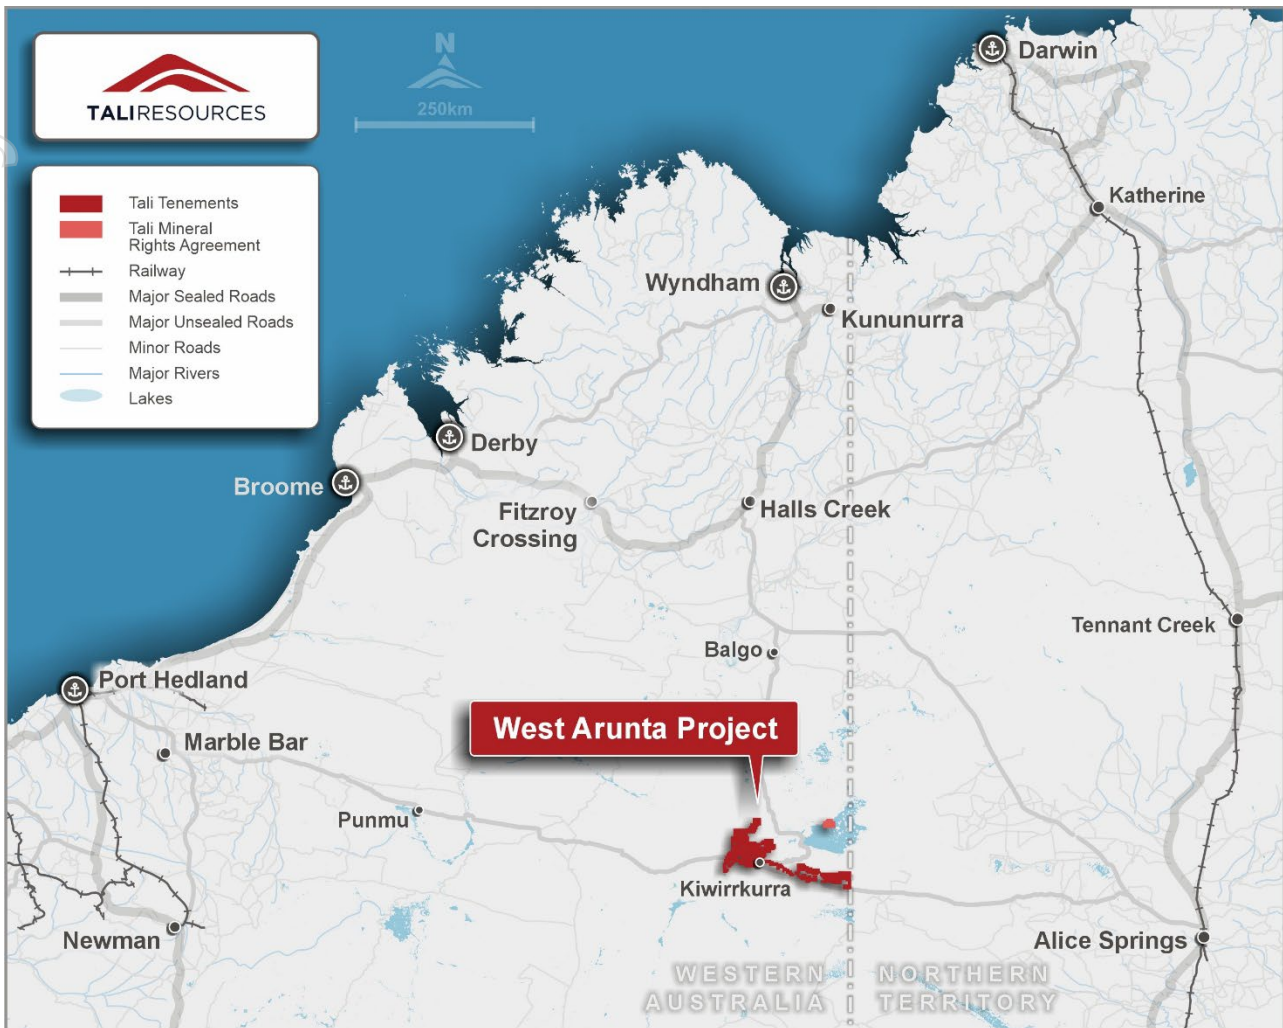 TALIRESOURCES
N
250km
Tali Tenements
Tali Mineral
Rights Agreement
Railway
Major Sealed Roads
Major Unsealed Roads
Minor Roads
Major Rivers
Lakes
Darwin
Katherine
Wyndham
Kununurra
Derby
Broome
Fitzroy
Crossing
Halls Creek
Tennant Creek
Balgo
Port Hedland
West Arunta Project
Marble Bar
Punmu
Kiwirrkurra
Newman
Alice Springs
WESTERN
AUSTRALIA
NORTHERN
TERRITORY